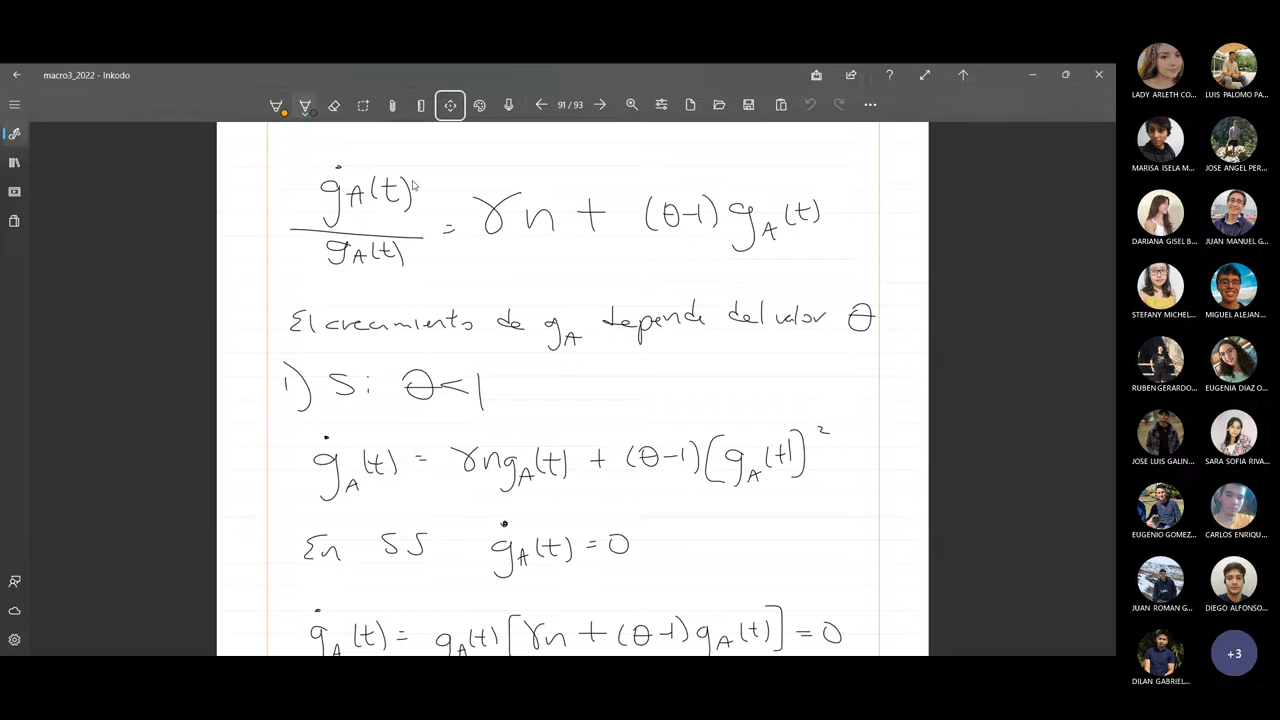 macro3_2022 - Inkodo
91 / 93
ġA(t) / gA(t) = γn + (θ-1) gA(t)
El crecimiento de gA depende del valor θ
i) Si θ<1
ġA(t) = γn gA(t) + (θ-1) [gA(t)]²
En SS ġA(t) = 0
ġA(t) = gA(t) [γn + (θ-1) gA(t)] = 0
LADY ARLETH CO...
LUIS PALOMO PA...
MARISA ISELA M...
JOSE ANGEL PER...
DARIANA GISEL B...
JUAN MANUEL G...
STEFANY MICHEL...
MIGUEL ALEJAN...
RUBEN GERARDO...
EUGENIA DIAZ O...
JOSE LUIS GALIN...
SARA SOFIA RIVA...
EUGENIO GOMEZ...
CARLOS ENRIQU...
JUAN ROMAN G...
DIEGO ALFONSO...
DILAN GABRIEL...
+3